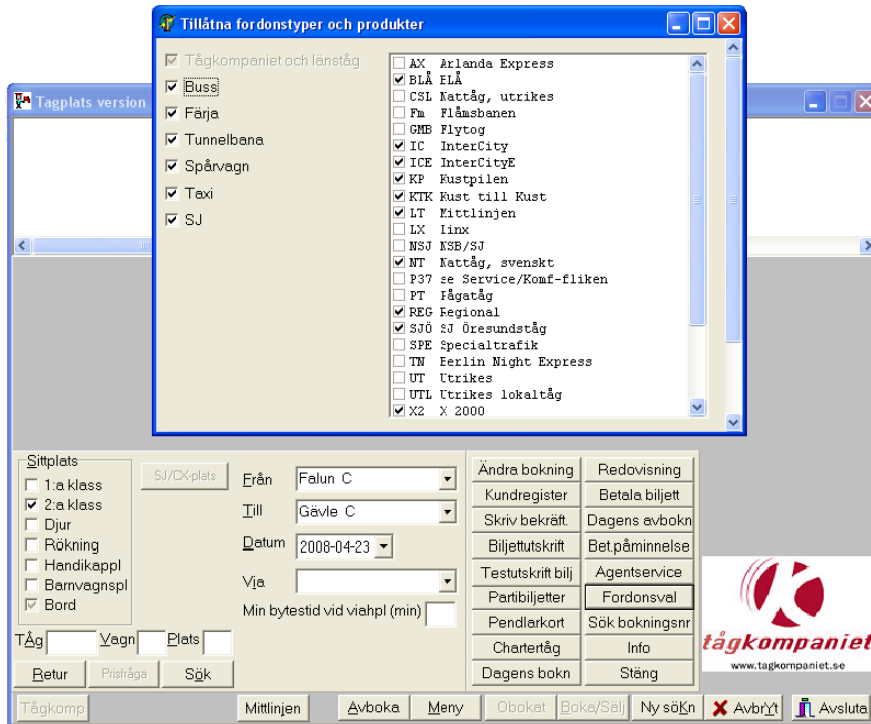 Tillåtna fordonstyper och produkter
Tågkompaniet och länståg
Buss
Färja
Tunnelbana
Spårvagn
Taxi
SJ
AX Arlanda Express
BLÅ BLÅ
CSL Nattåg, utrikes
Fm Flåmsbanen
GMB Flytog
IC InterCity
ICE InterCityE
KP Kustpilen
KTK Kust till Kust
LT Mittlinjen
LX Linx
NSJ NSB/SJ
NT Nattåg, svenskt
P37 se Service/Komf-fliken
PT Pågatåg
REG Regional
SJÖ SJ Öresundståg
SPE Specialtrafik
TN Berlin Night Express
UT Utrikes
UTL Utrikes lokaltåg
X2 X 2000
Tagplats version
Sittplats
1:a klass
2:a klass
Djur
Rökning
Handikappl
Barnvagnspl
Bord
SJ/CX-plats
Från Falun C
Till Gävle C
Datum 2008-04-23
Via
Min bytestid vid viahpl (min)
TÅg Vagn Plats
Retur Prisfråga Sök
Ändra bokning Redovisning
Kundregister Betala biljett
Skriv bekräft. Dagens avbokn
Biljettutskrift Bet.påminnelse
Testutskrift bilj Agentservice
Partibiljetter Fordonsval
Pendlarkort Sök bokningsnr
Chartertåg Info
Dagens bokn Stäng
tågkompaniet
www.tagkompaniet.se
Tågkomp Mittlinjen Avboka Meny Obokat Boka/Sälj Ny söKn AvbrYt Avsluta